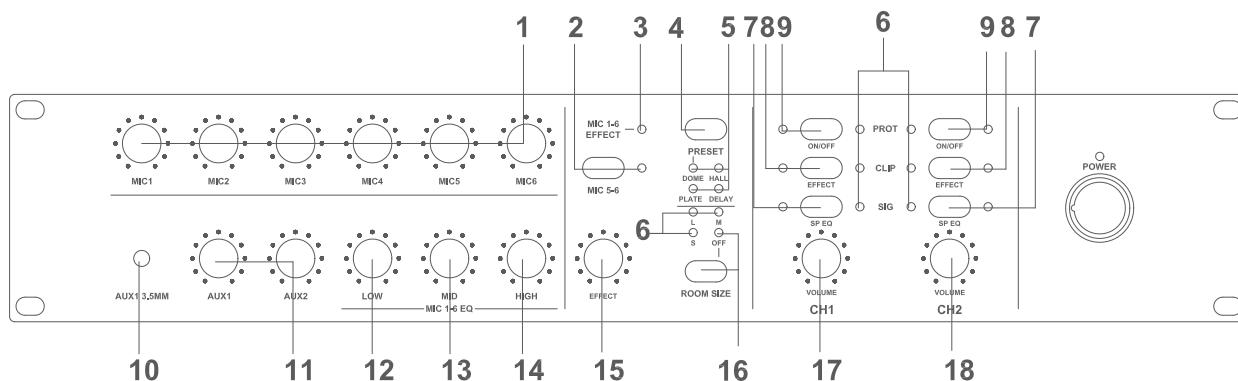 1 2 3 4 5 7 8 9 6 9 8 7
MIC 1-6
EFFECT
PROT
ON/OFF
ON/OFF
PRESET
POWER
MIC1 MIC2 MIC3 MIC4 MIC5 MIC6
MIC 5-6
DOME HALL
CLIP
EFFECT
EFFECT
PLATE DELAY
SIG
L M
6
S OFF
SP EQ
SP EQ
AUX1 3,5MM
AUX1 AUX2 LOW MID HIGH
EFFECT
ROOM SIZE
VOLUME
VOLUME
MIC 1-6 EQ
CH1 CH2
10 11 12 13 14 15 16 17 18